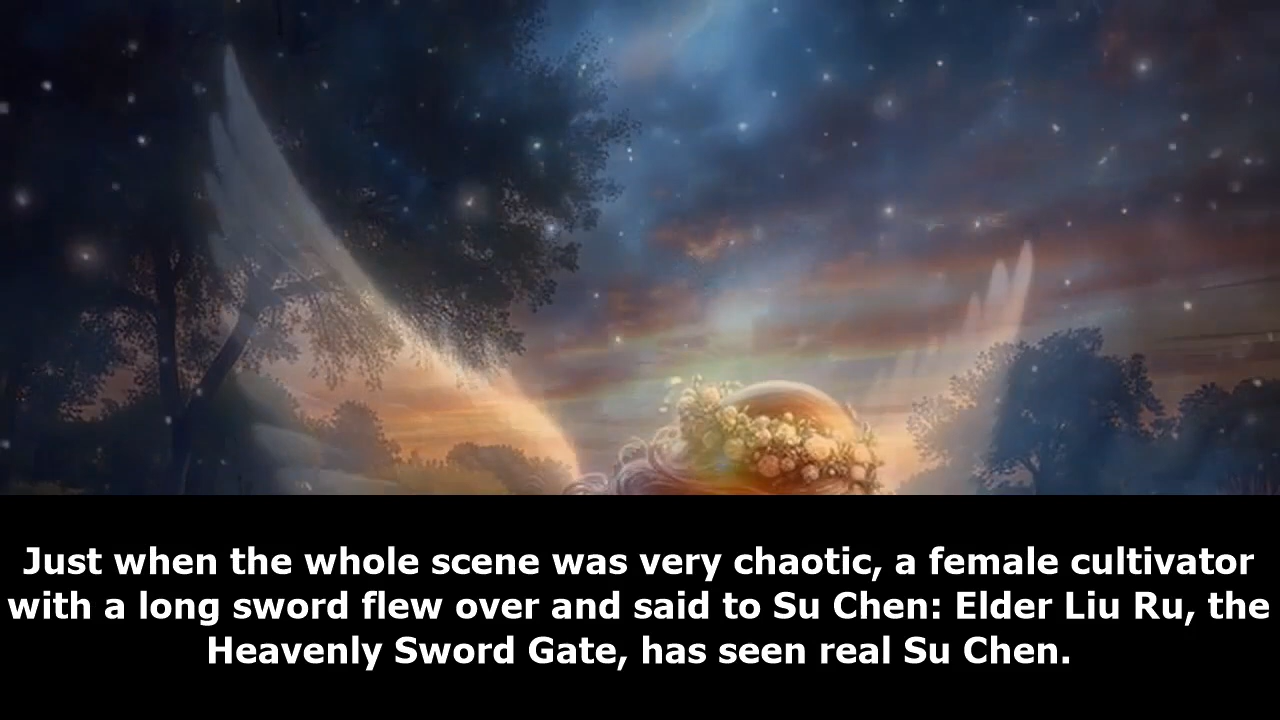 Just when the whole scene was very chaotic, a female cultivator
with a long sword flew over and said to Su Chen: Elder Liu Ru, the
Heavenly Sword Gate, has seen real Su Chen.